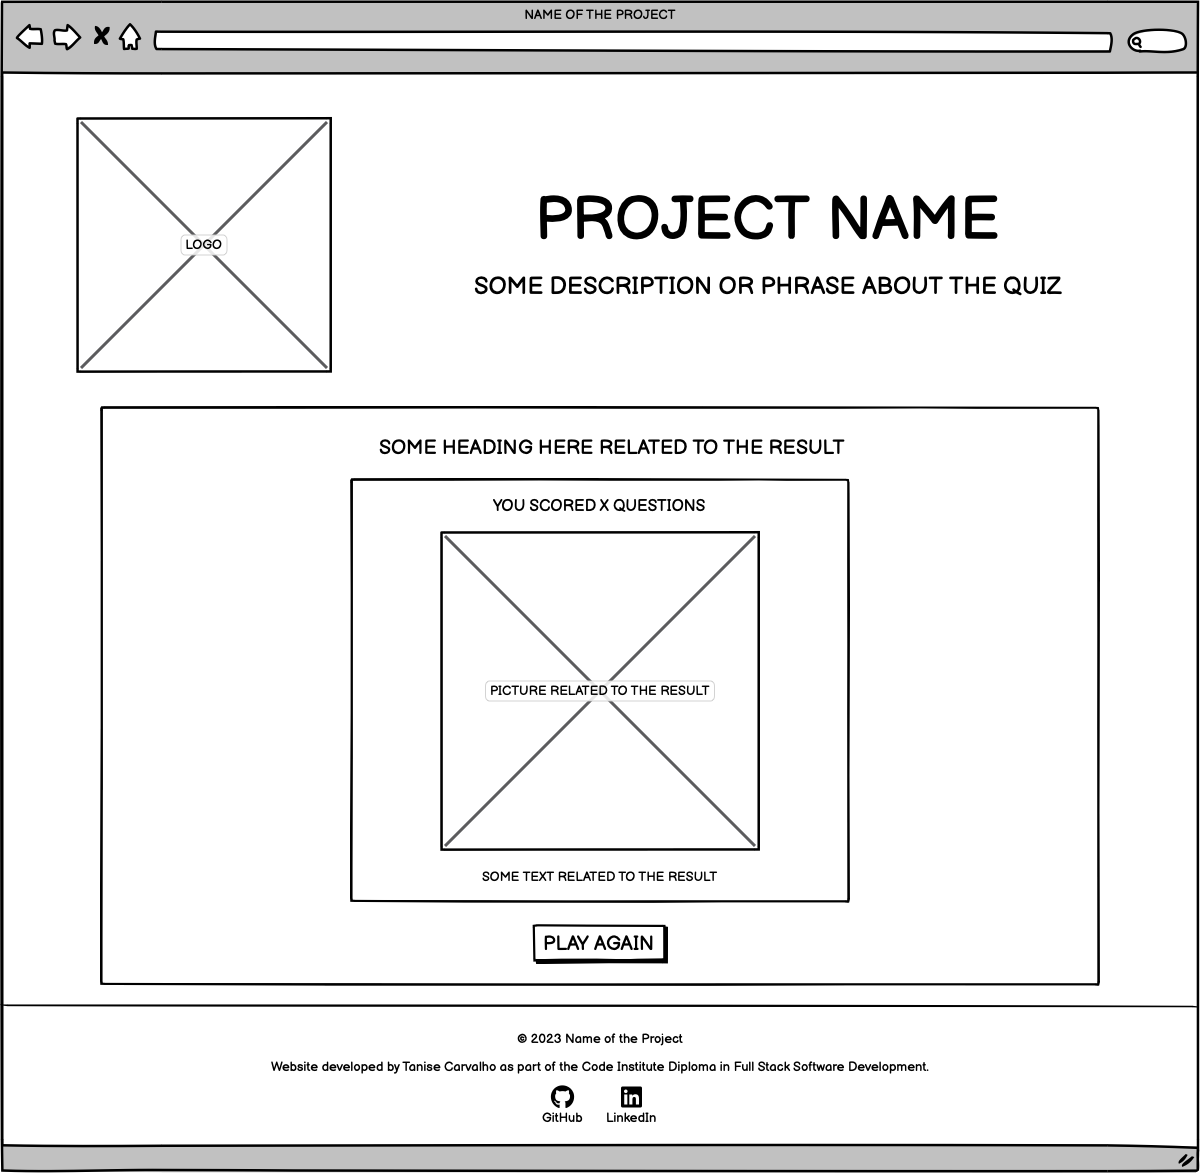 NAME OF THE PROJECT
LOGO
PROJECT NAME
SOME DESCRIPTION OR PHRASE ABOUT THE QUIZ
SOME HEADING HERE RELATED TO THE RESULT
YOU SCORED X QUESTIONS
PICTURE RELATED TO THE RESULT
SOME TEXT RELATED TO THE RESULT
PLAY AGAIN
© 2023 Name of the Project
Website developed by Tanise Carvalho as part of the Code Institute Diploma in Full Stack Software Development.
GitHub LinkedIn